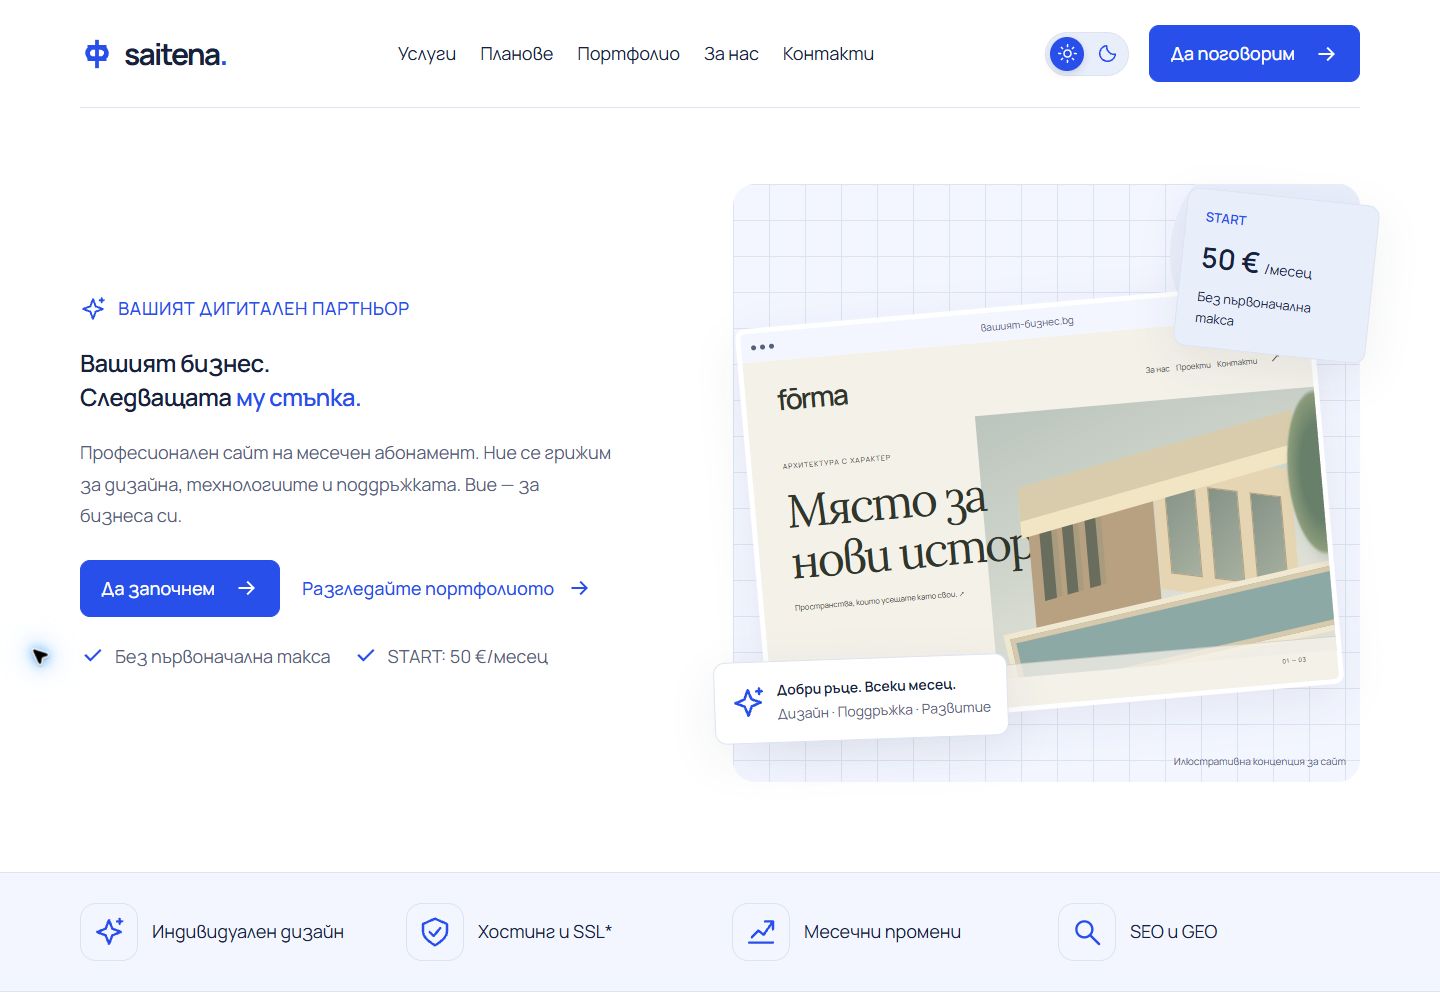 saitena.
Услуги
Планове
Портфолио
За нас
Контакти
Да поговорим
ВАШИЯТ ДИГИТАЛЕН ПАРТНЬОР
Вашият бизнес.
Следващата му стъпка.
Професионален сайт на месечен абонамент. Ние се грижим
за дизайна, технологиите и поддръжката. Вие — за
бизнеса си.
Да започнем
Разгледайте портфолиото
Без първоначална такса
START: 50 €/месец
START
50 € /месец
Без първоначална
такса
вашият-бизнес.bg
fōrma
За нас Проекти Контакти
АРХИТЕКТУРА С ХАРАКТЕР
Място за
нови истор
Пространства, които усещате като свои. ↗
01 — 03
Добри ръце. Всеки месец.
Дизайн · Поддръжка · Развитие
Илюстративна концепция за сайт
Индивидуален дизайн
Хостинг и SSL*
Месечни промени
SEO и GEO